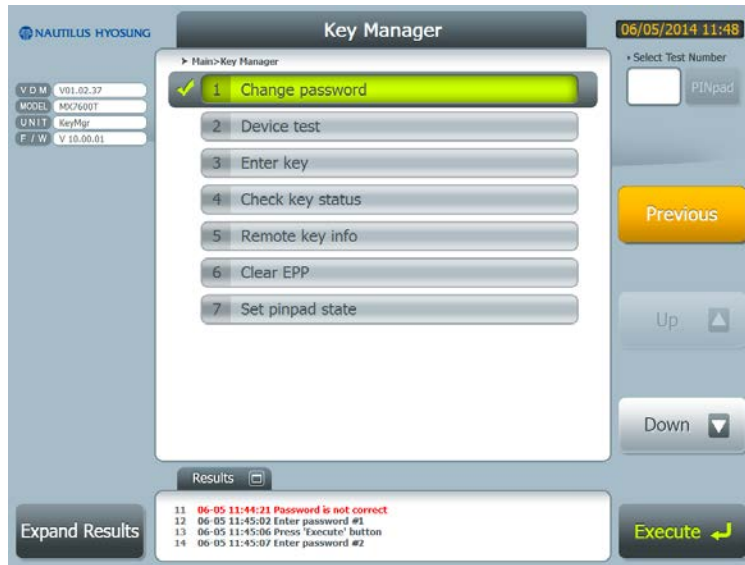 NAUTILUS HYOSUNG
Key Manager
06/05/2014 11:48
Main>Key Manager
Select Test Number
PINpad
VDM V01.02.37
MODEL MX7600T
UNIT KeyMgr
F/W V 10.00.01
1 Change password
2 Device test
3 Enter key
4 Check key status
5 Remote key info
6 Clear EPP
7 Set pinpad state
Previous
Up
Down
Results
11 06-05 11:44:21 Password is not correct
12 06-05 11:45:02 Enter password #1
13 06-05 11:45:06 Press 'Execute' button
14 06-05 11:45:07 Enter password #2
Expand Results
Execute